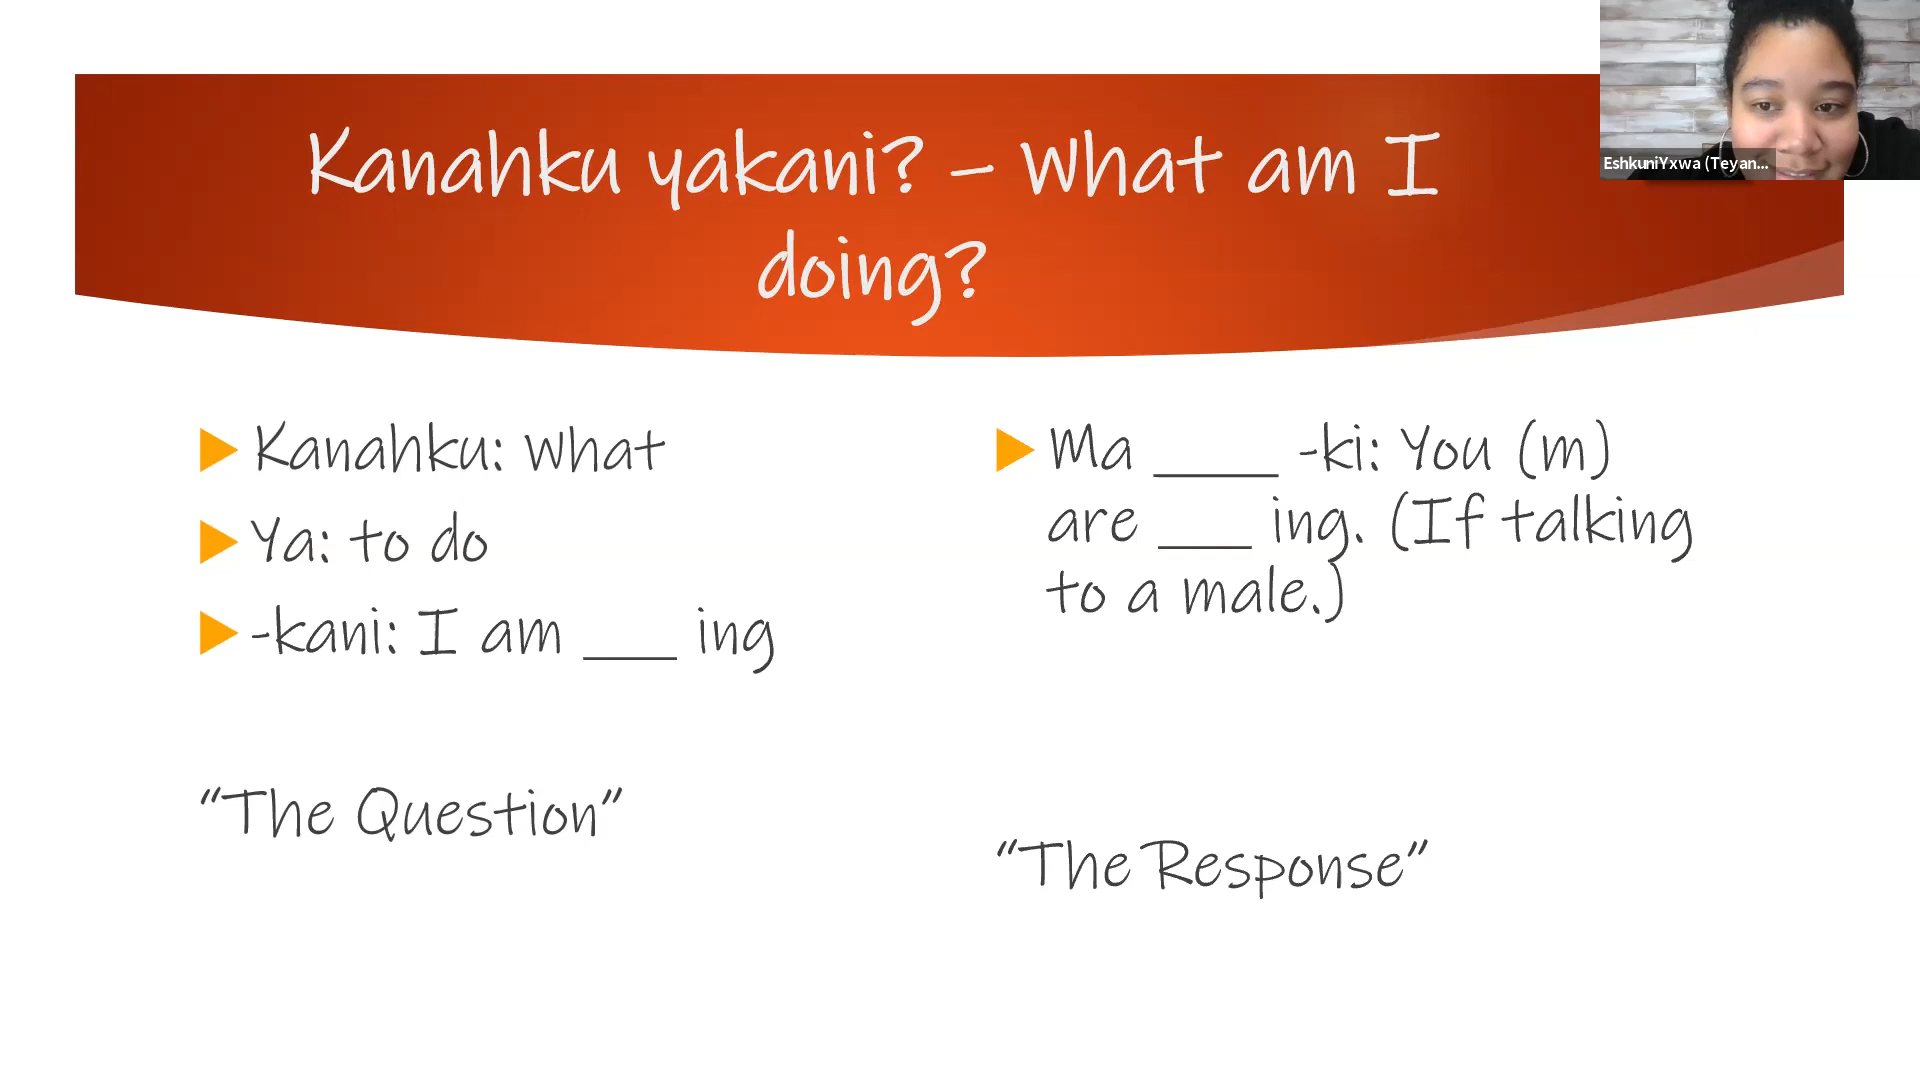 Kanahku yakani? – What am I
doing?
EshkuniYxwa (Teyan...
Kanahku: What
Ya: to do
-kani: I am ___ ing
"The Question"
Ma ____ -ki: You (m)
are ___ ing. (If talking
to a male.)
"The Response"